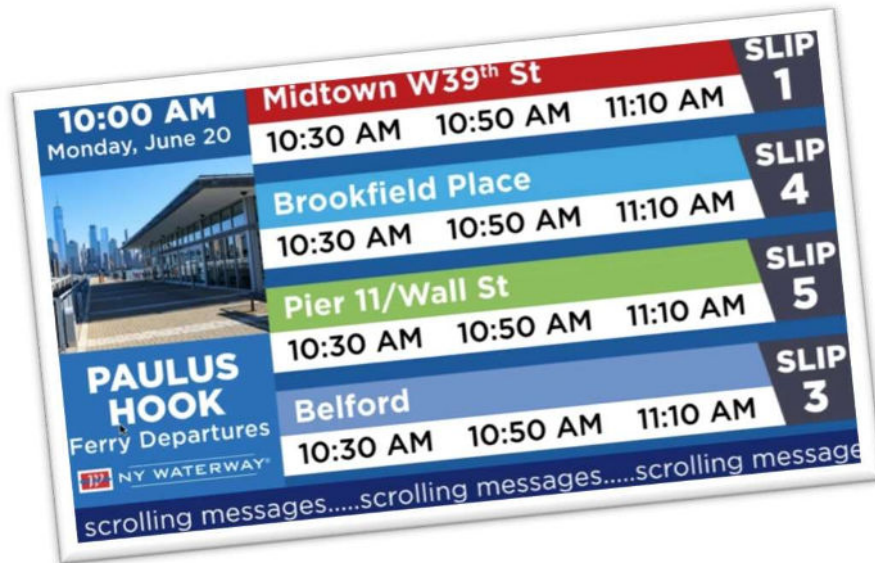 10:00 AM
Monday, June 20
PAULUS
HOOK
Ferry Departures
NY WATERWAY®
Midtown W39th St
10:30 AM 10:50 AM 11:10 AM
SLIP
1
Brookfield Place
10:30 AM 10:50 AM 11:10 AM
SLIP
4
Pier 11/Wall St
10:30 AM 10:50 AM 11:10 AM
SLIP
5
Belford
10:30 AM 10:50 AM 11:10 AM
SLIP
3
scrolling messages.....scrolling messages.....scrolling message